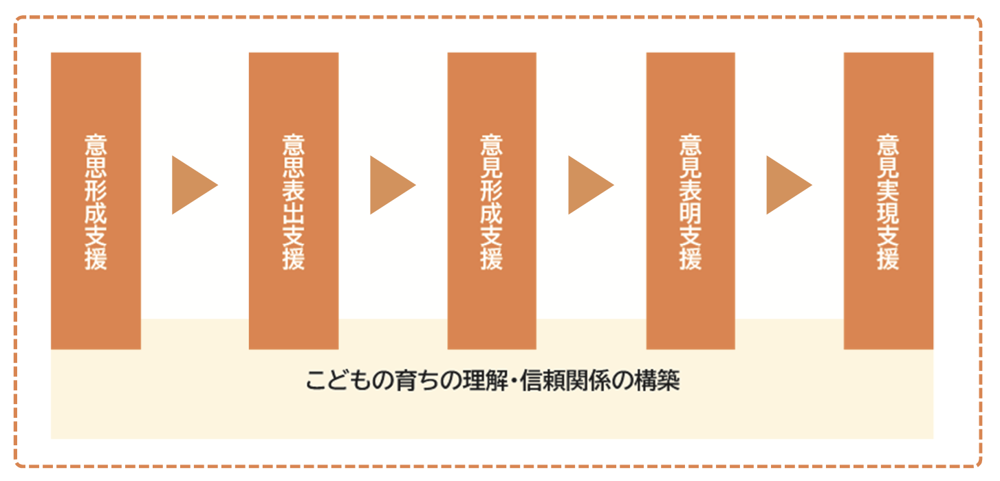 意思形成支援
意思表出支援
意見形成支援
意見表明支援
意見実現支援
こどもの育ちの理解・信頼関係の構築